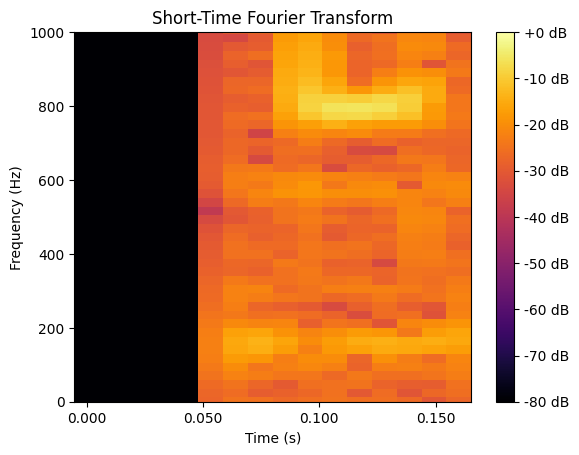 Short-Time Fourier Transform
1000
800
600
400
200
0
Frequency (Hz)
0.000
0.050
0.100
0.150
Time (s)
+0 dB
-10 dB
-20 dB
-30 dB
-40 dB
-50 dB
-60 dB
-70 dB
-80 dB